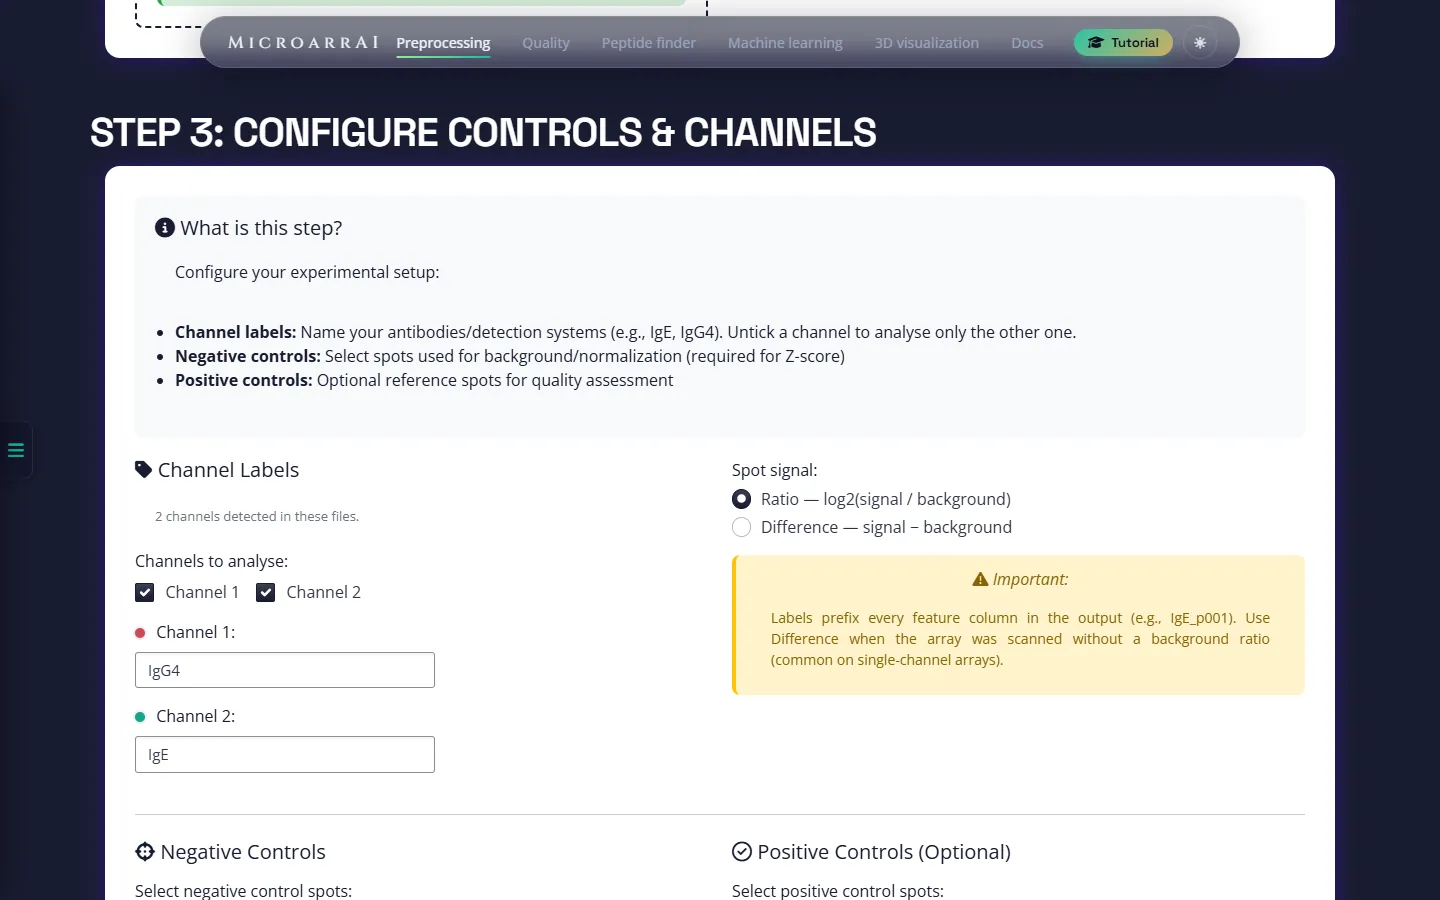 MICROARRAI
Preprocessing
Quality
Peptide finder
Machine learning
3D visualization
Docs
Tutorial
STEP 3: CONFIGURE CONTROLS & CHANNELS
What is this step?
Configure your experimental setup:
Channel labels: Name your antibodies/detection systems (e.g., IgE, IgG4). Untick a channel to analyse only the other one.
Negative controls: Select spots used for background/normalization (required for Z-score)
Positive controls: Optional reference spots for quality assessment
Channel Labels
2 channels detected in these files.
Channels to analyse:
Channel 1
Channel 2
Channel 1:
IgG4
Channel 2:
IgE
Spot signal:
Ratio — log2(signal / background)
Difference — signal − background
Important:
Labels prefix every feature column in the output (e.g., IgE_p001). Use
Difference when the array was scanned without a background ratio
(common on single-channel arrays).
Negative Controls
Select negative control spots:
Positive Controls (Optional)
Select positive control spots: